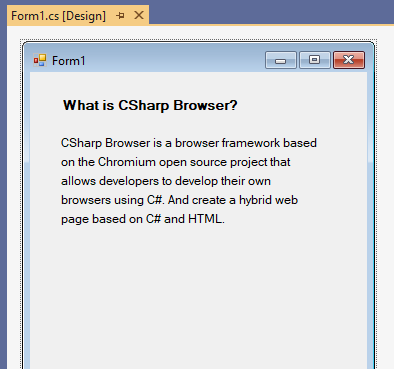 Form1.cs [Design]
Form1
What is CSharp Browser?
CSharp Browser is a browser framework based
on the Chromium open source project that
allows developers to develop their own
browsers using C#. And create a hybrid web
page based on C# and HTML.